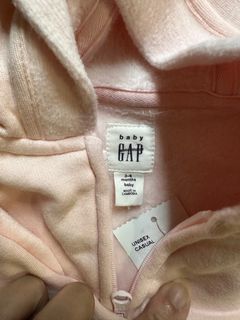 baby
GAP
3-6
months
baby
MADE IN
CAMBODIA
UNISEX
CASUAL